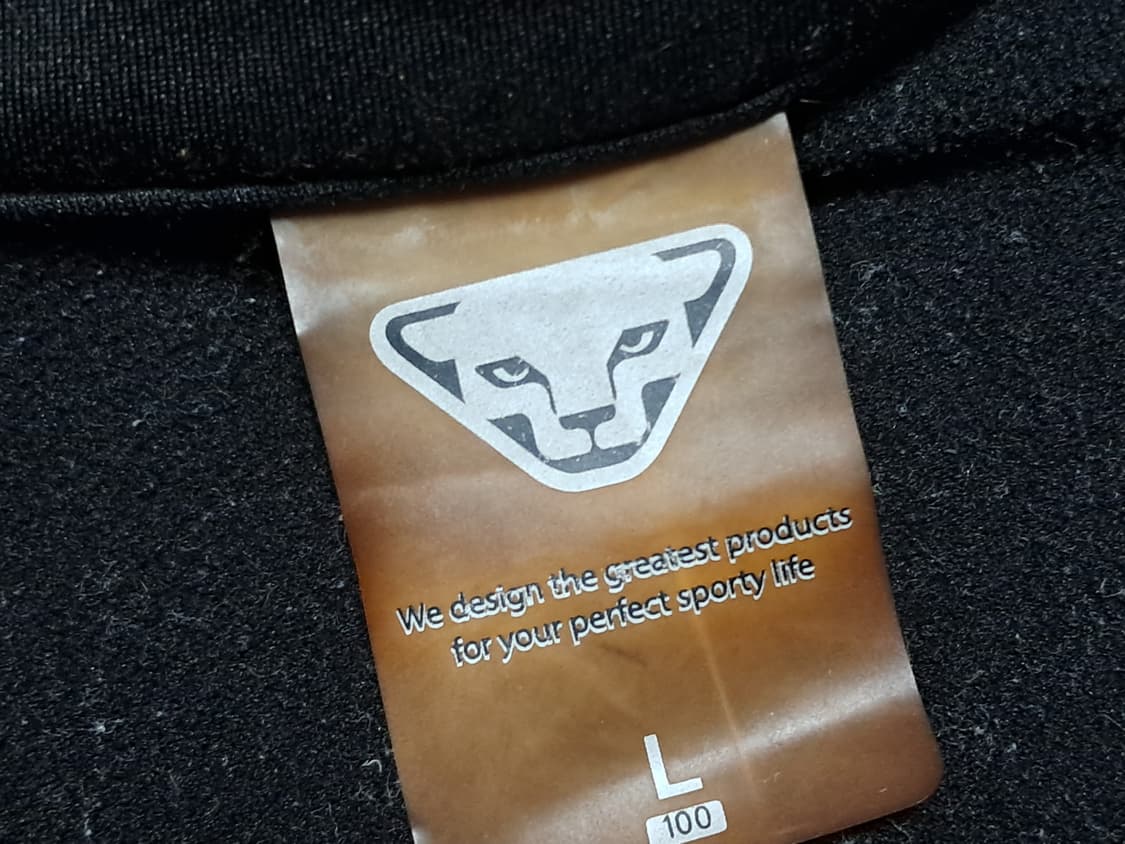 We design the greatest products
for your perfect sporty life
L
100